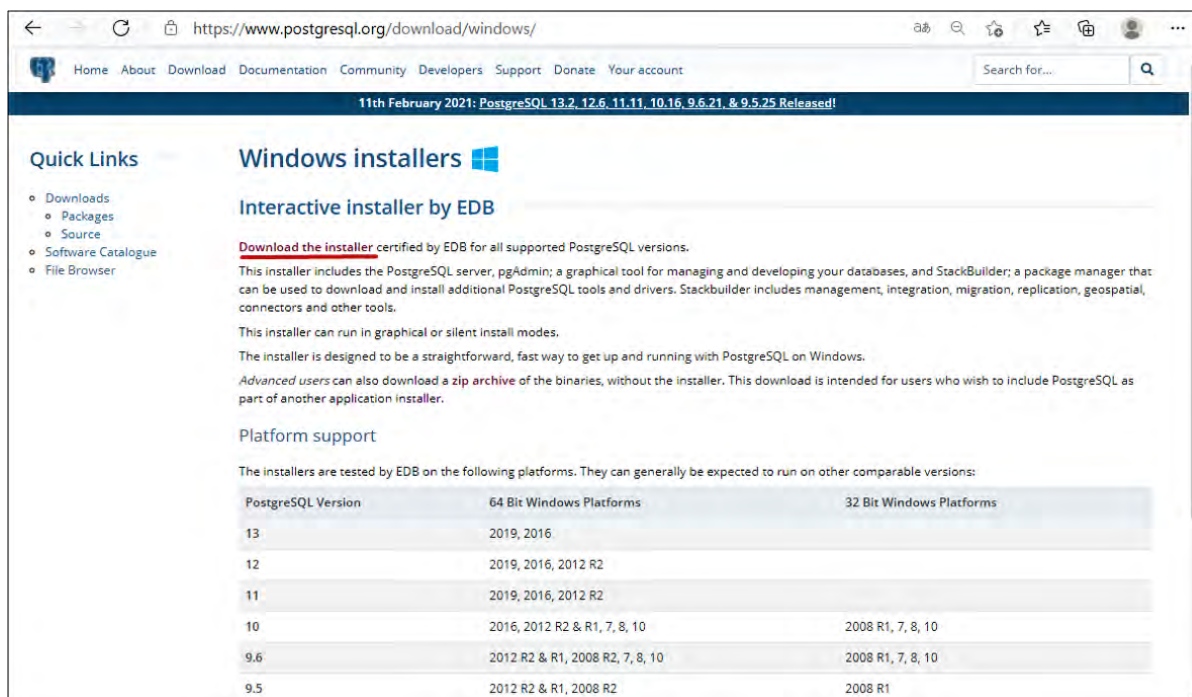 https://www.postgresql.org/download/windows/
Home About Download Documentation Community Developers Support Donate Your account
Search for...
11th February 2021: PostgreSQL 13.2, 12.6, 11.11, 10.16, 9.6.21, & 9.5.25 Released!
Quick Links
Downloads
Packages
Source
Software Catalogue
File Browser
Windows installers
Interactive installer by EDB
Download the installer certified by EDB for all supported PostgreSQL versions.
This installer includes the PostgreSQL server, pgAdmin; a graphical tool for managing and developing your databases, and StackBuilder; a package manager that
can be used to download and install additional PostgreSQL tools and drivers. Stackbuilder includes management, integration, migration, replication, geospatial,
connectors and other tools.
This installer can run in graphical or silent install modes.
The installer is designed to be a straightforward, fast way to get up and running with PostgreSQL on Windows.
Advanced users can also download a zip archive of the binaries, without the installer. This download is intended for users who wish to include PostgreSQL as
part of another application installer.
Platform support
The installers are tested by EDB on the following platforms. They can generally be expected to run on other comparable versions:
PostgreSQL Version 64 Bit Windows Platforms 32 Bit Windows Platforms
13 2019, 2016
12 2019, 2016, 2012 R2
11 2019, 2016, 2012 R2
10 2016, 2012 R2 & R1, 7, 8, 10 2008 R1, 7, 8, 10
9.6 2012 R2 & R1, 2008 R2, 7, 8, 10 2008 R1, 7, 8, 10
9.5 2012 R2 & R1, 2008 R2 2008 R1